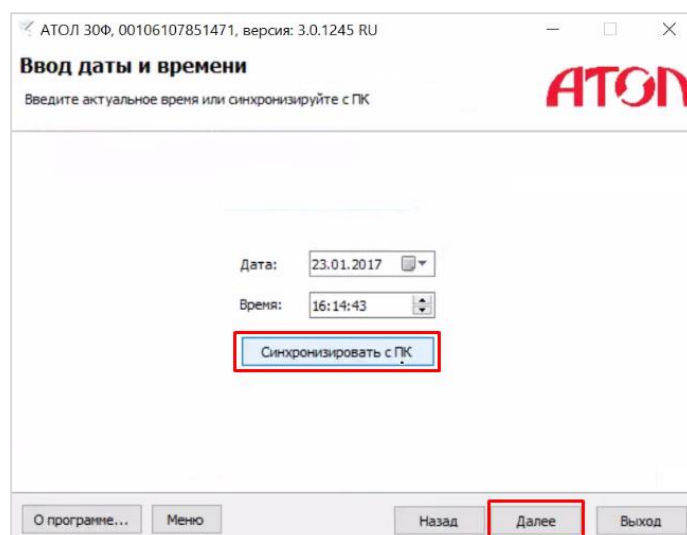 АТОЛ 30Ф, 00106107851471, версия: 3.0.1245 RU
Ввод даты и времени
Введите актуальное время или синхронизируйте с ПК
АТОЛ
Дата: 23.01.2017
Время: 16:14:43
Синхронизировать с ПК
О программе... Меню Назад Далее Выход